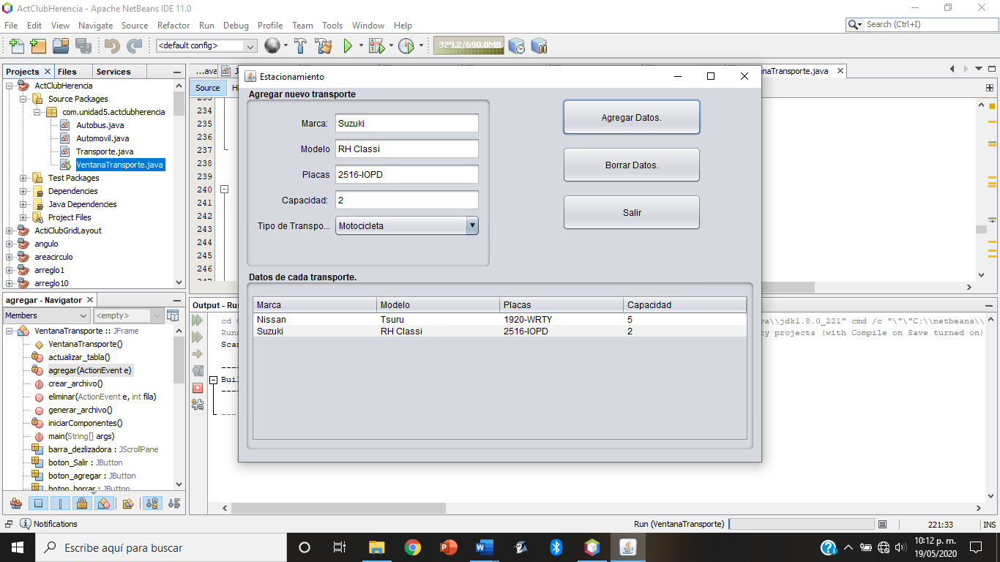 ActClubHerencia - Apache NetBeans IDE 11.0
File Edit View Navigate Source Refactor Run Debug Profile Team Tools Window Help
Search (Ctrl+I)
<default config>
329.2/690.0MB
Projects Files Services
ActClubHerencia
Source Packages
com.unidad5.actclubherencia
Autobus.java
Automovil.java
Transporte.java
VentanaTransporte.java
Test Packages
Dependencies
Java Dependencies
Project Files
ActiClubGridLayout
angulo
areacirculo
arreglo1
arreglo10
agregar - Navigator
Members
<empty>
VentanaTransporte :: JFrame
VentanaTransporte()
actualizar_tabla()
agregar(ActionEvent e)
crear_archivo()
eliminar(ActionEvent e, int fila)
generar_archivo()
iniciarComponentes()
main(String[] args)
barra_dezlizadora : JScrollPane
boton_Salir : JButton
boton_agregar : JButton
boton_borrar : JButton
...ava
naTransporte.java
Source
233
234
235
236
237
238
239
240
241
242
243
244
245
246
247
Estacionamiento
Agregar nuevo transporte
Marca: Suzuki
Modelo RH Classi
Placas 2516-IOPD
Capacidad: 2
Tipo de Transpo... Motocicleta
Agregar Datos.
Borrar Datos.
Salir
Datos de cada transporte.
Marca Modelo Placas Capacidad
Nissan Tsuru 1920-WRTY 5
Suzuki RH Classi 2516-IOPD 2
Output - Ru
cd
va\\jdk1.8.0_221" cmd /c "\"\"C:\\netbeans\\
Runn
cy projects (with Compile on Save turned on)
Scan
----
Buil
----
Notifications
Run (VentanaTransporte)
221:33
INS
Escribe aquí para buscar
10:12 p. m.
19/05/2020